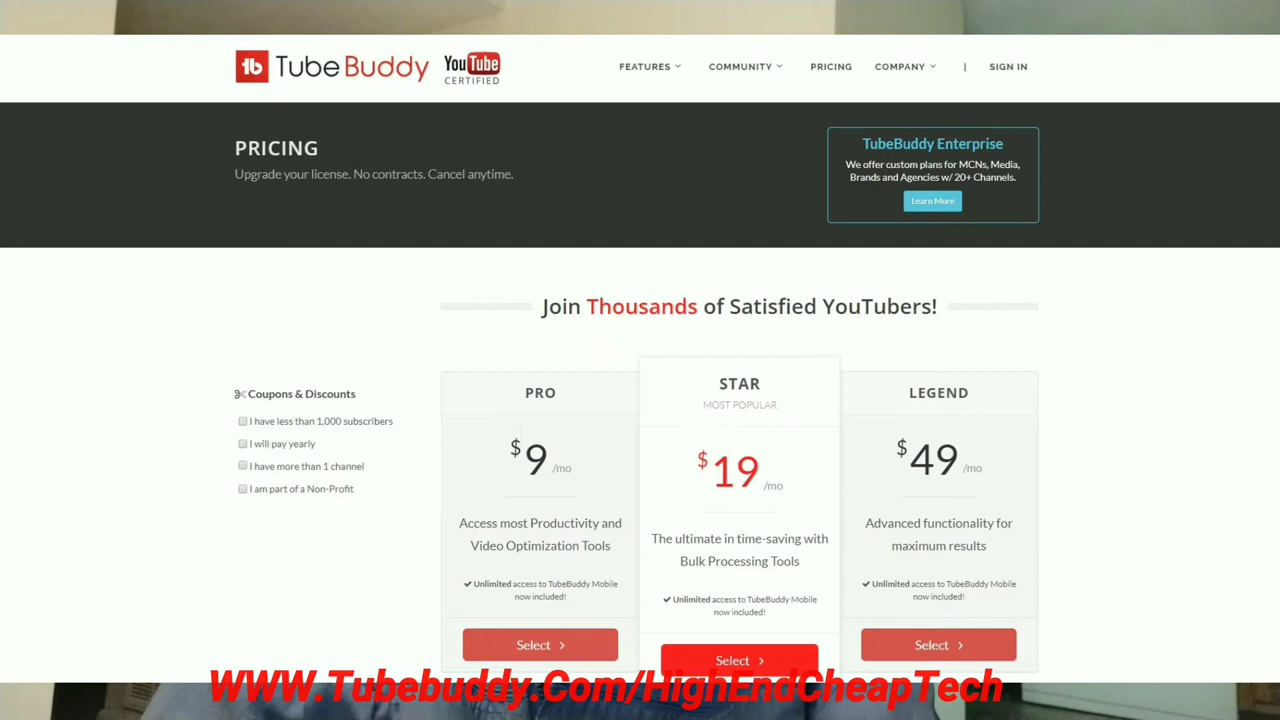 TubeBuddy
YouTube
CERTIFIED
FEATURES
COMMUNITY
PRICING
COMPANY
|
SIGN IN
PRICING
Upgrade your license. No contracts. Cancel anytime.
TubeBuddy Enterprise
We offer custom plans for MCNs, Media,
Brands and Agencies w/ 20+ Channels.
Learn More
Join Thousands of Satisfied YouTubers!
Coupons & Discounts
I have less than 1,000 subscribers
I will pay yearly
I have more than 1 channel
I am part of a Non-Profit
PRO
$9 /mo
Access most Productivity and
Video Optimization Tools
Unlimited access to TubeBuddy Mobile
now included!
Select
STAR
MOST POPULAR
$19 /mo
The ultimate in time-saving with
Bulk Processing Tools
Unlimited access to TubeBuddy Mobile
now included!
Select
LEGEND
$49 /mo
Advanced functionality for
maximum results
Unlimited access to TubeBuddy Mobile
now included!
Select
WWW.Tubebuddy.Com/HighEndCheapTech